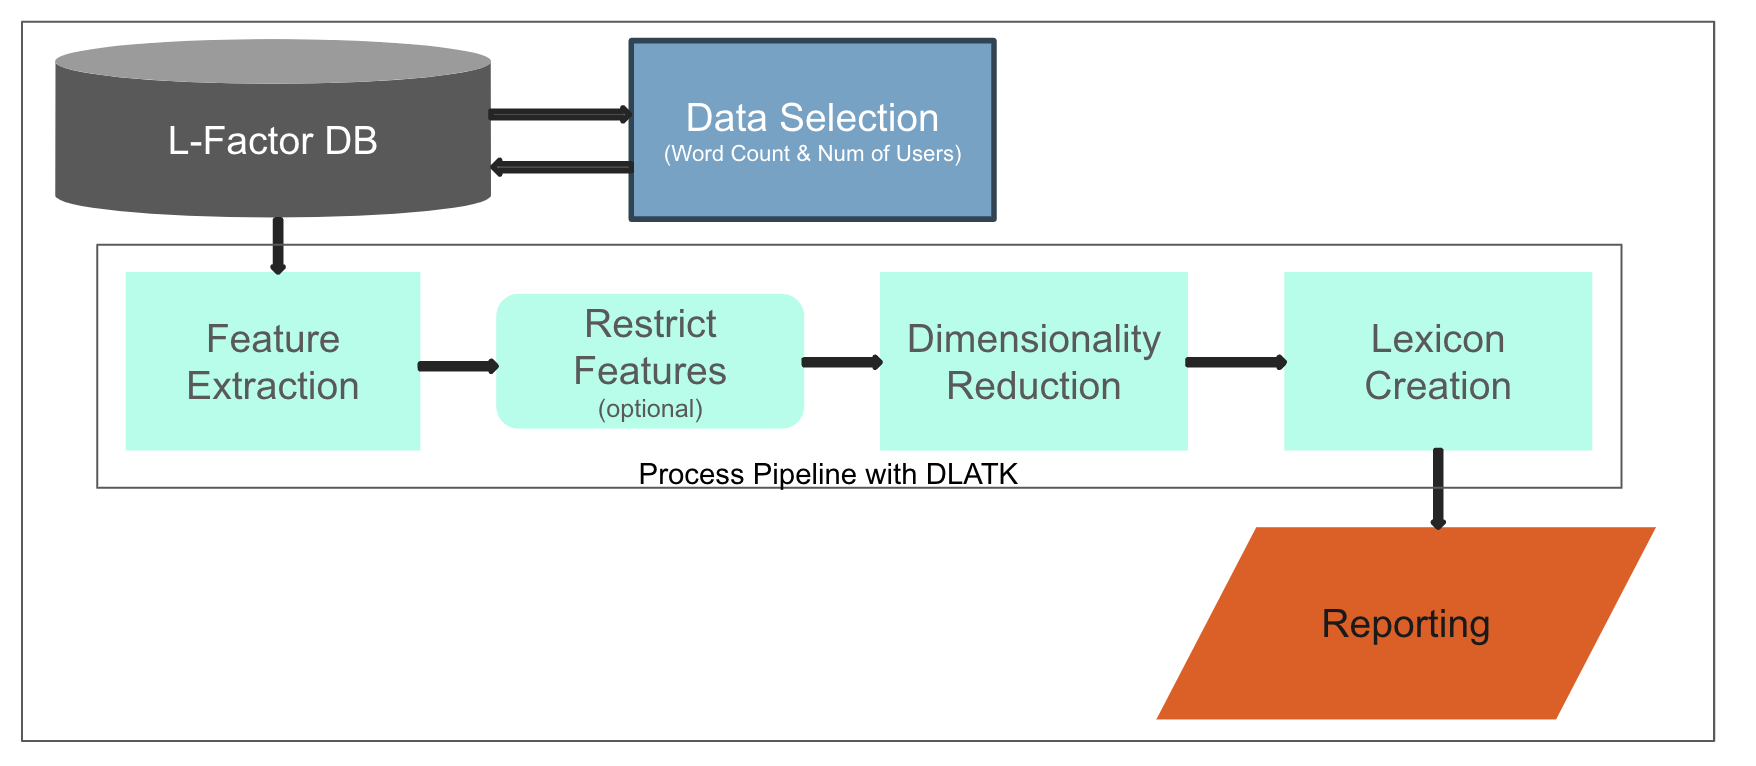 L-Factor DB
Data Selection
(Word Count & Num of Users)
Feature
Extraction
Restrict
Features
(optional)
Dimensionality
Reduction
Lexicon
Creation
Process Pipeline with DLATK
Reporting